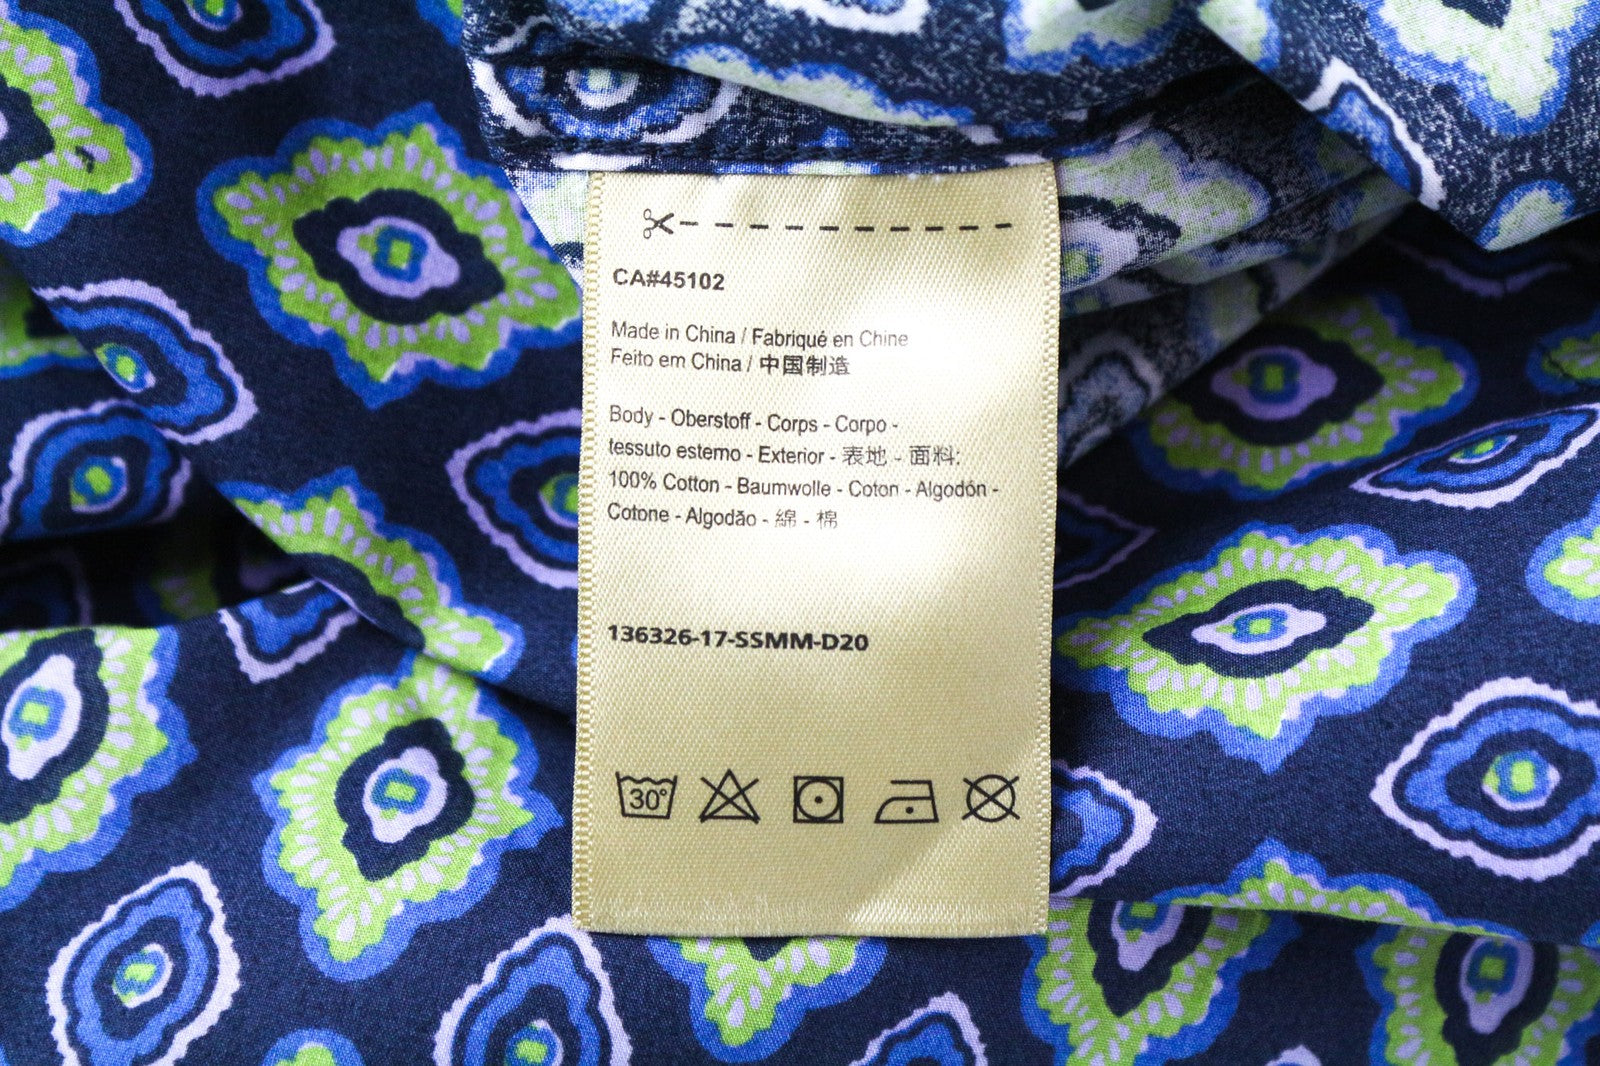 CA#45102
Made in China / Fabriqué en Chine
Feito em China / 中国制造
Body - Oberstoff - Corps - Corpo -
tessuto esterno - Exterior - 表地 - 面料:
100% Cotton - Baumwolle - Coton - Algodón -
Cotone - Algodão - 綿 - 棉
136326-17-SSMM-D20
30°